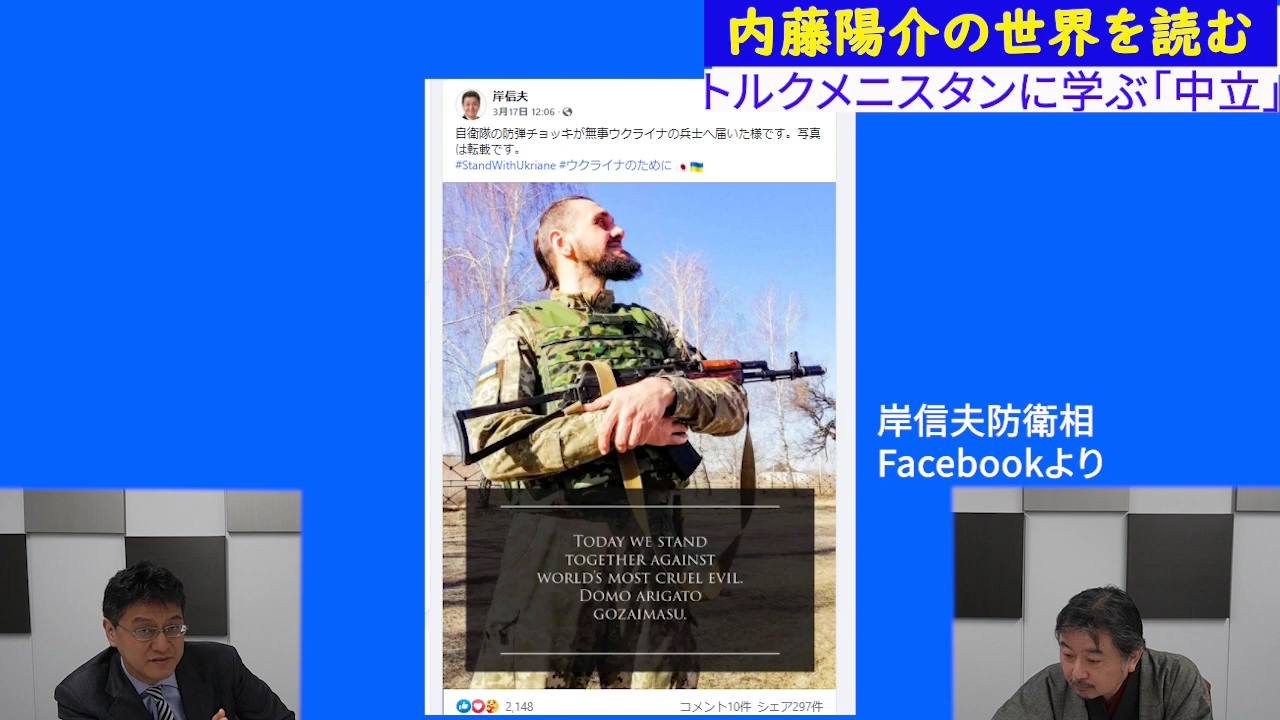 内藤陽介の世界を読む
トルクメニスタンに学ぶ「中立」
岸信夫
3月17日 12:06 ·
自衛隊の防弾チョッキが無事ウクライナの兵士へ届いた様です。写真
は転載です。
#StandWithUkriane #ウクライナのために 🇯🇵 🇺🇦
岸信夫防衛相
Facebookより
TODAY WE STAND
TOGETHER AGAINST
WORLD'S MOST CRUEL EVIL.
DOMO ARIGATO
GOZAIMASU.
2,148
コメント10件 シェア297件